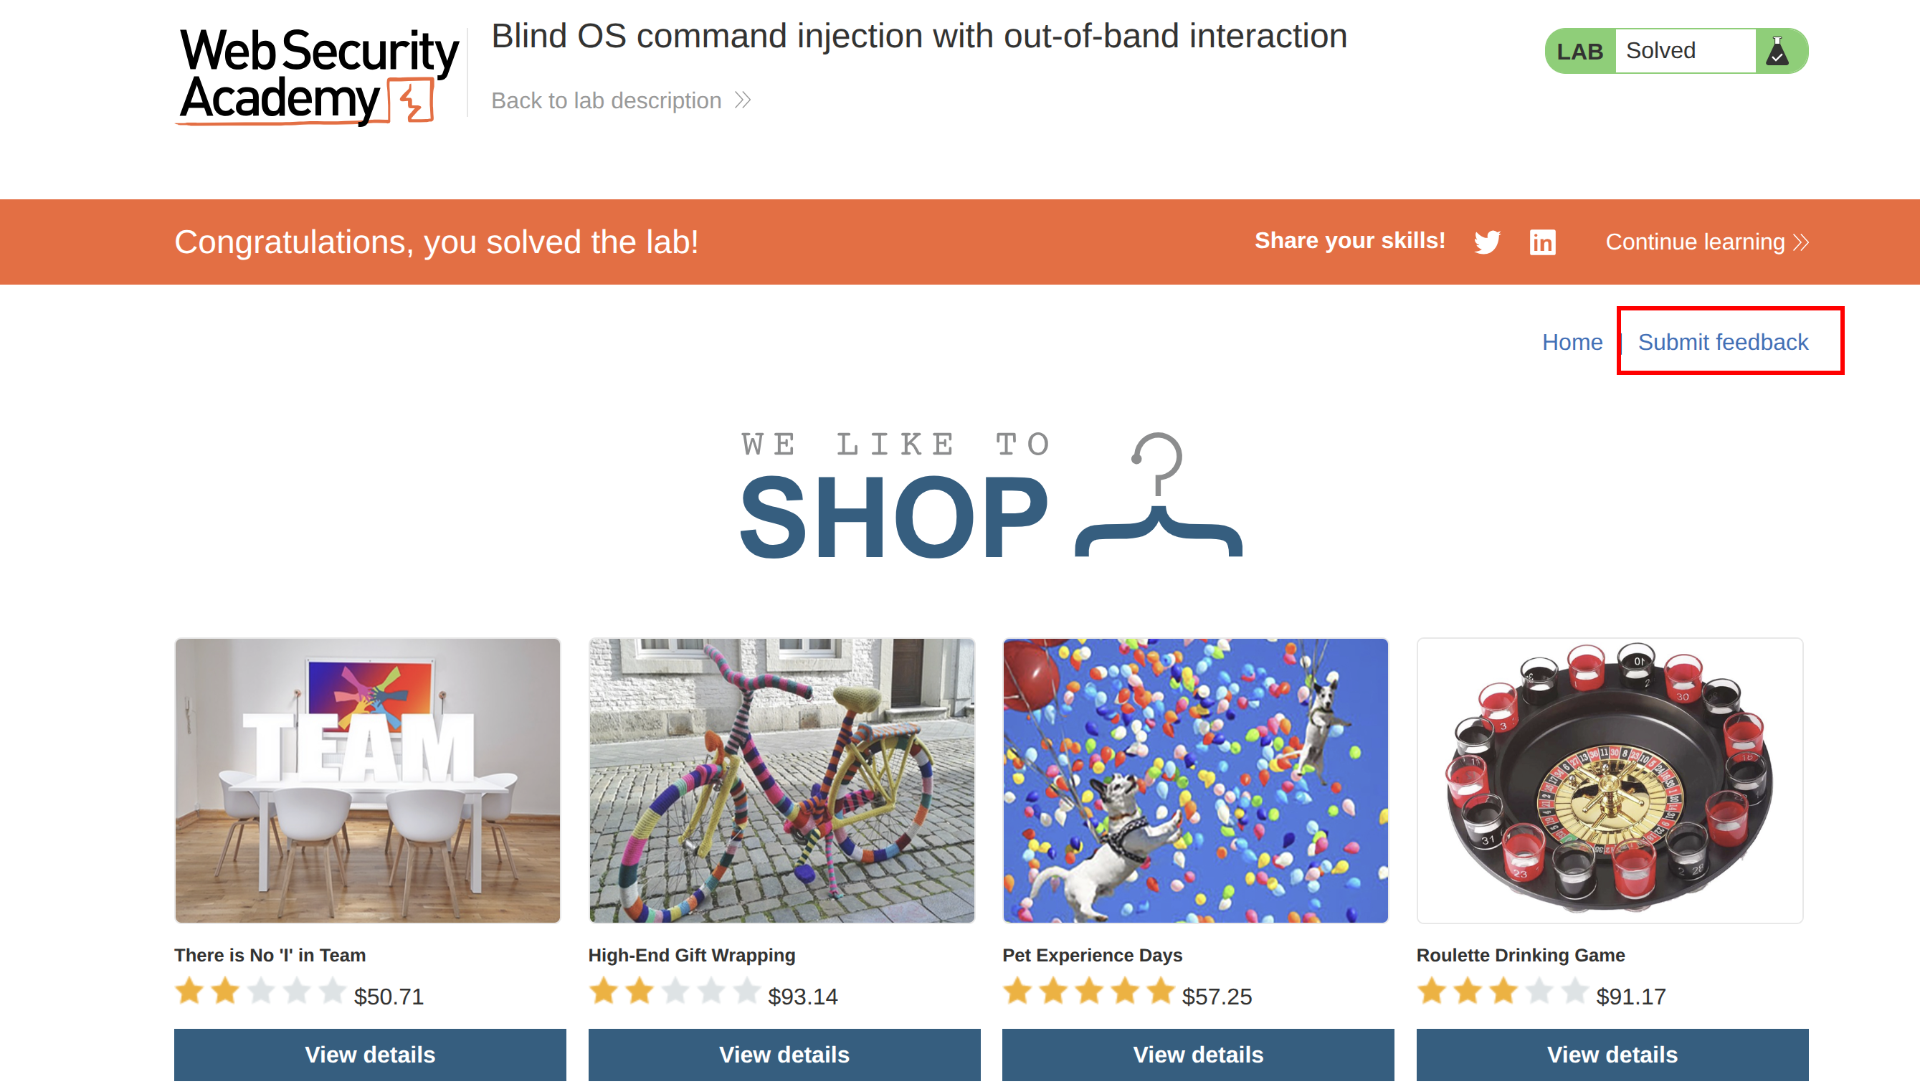 Web Security
Academy
Blind OS command injection with out-of-band interaction
Back to lab description
LAB Solved
Congratulations, you solved the lab!
Share your skills!
in
Continue learning
Home
Submit feedback
WE LIKE TO
SHOP
TEAM
There is No 'I' in Team
$50.71
View details
High-End Gift Wrapping
$93.14
View details
Pet Experience Days
$57.25
View details
Roulette Drinking Game
$91.17
View details